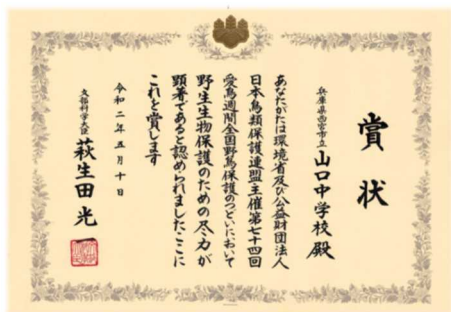 賞状
兵庫県西宮市立 山口中学校 殿
あなたがたは環境省及び公益財団法人
日本鳥類保護連盟主催第七十四回
愛鳥週間全国野鳥保護のつどいにおいて
野生生物保護のための尽力が
顕著であると認められましたここに
これを賞します
令和二年五月十日
文部科学大臣 萩生田光